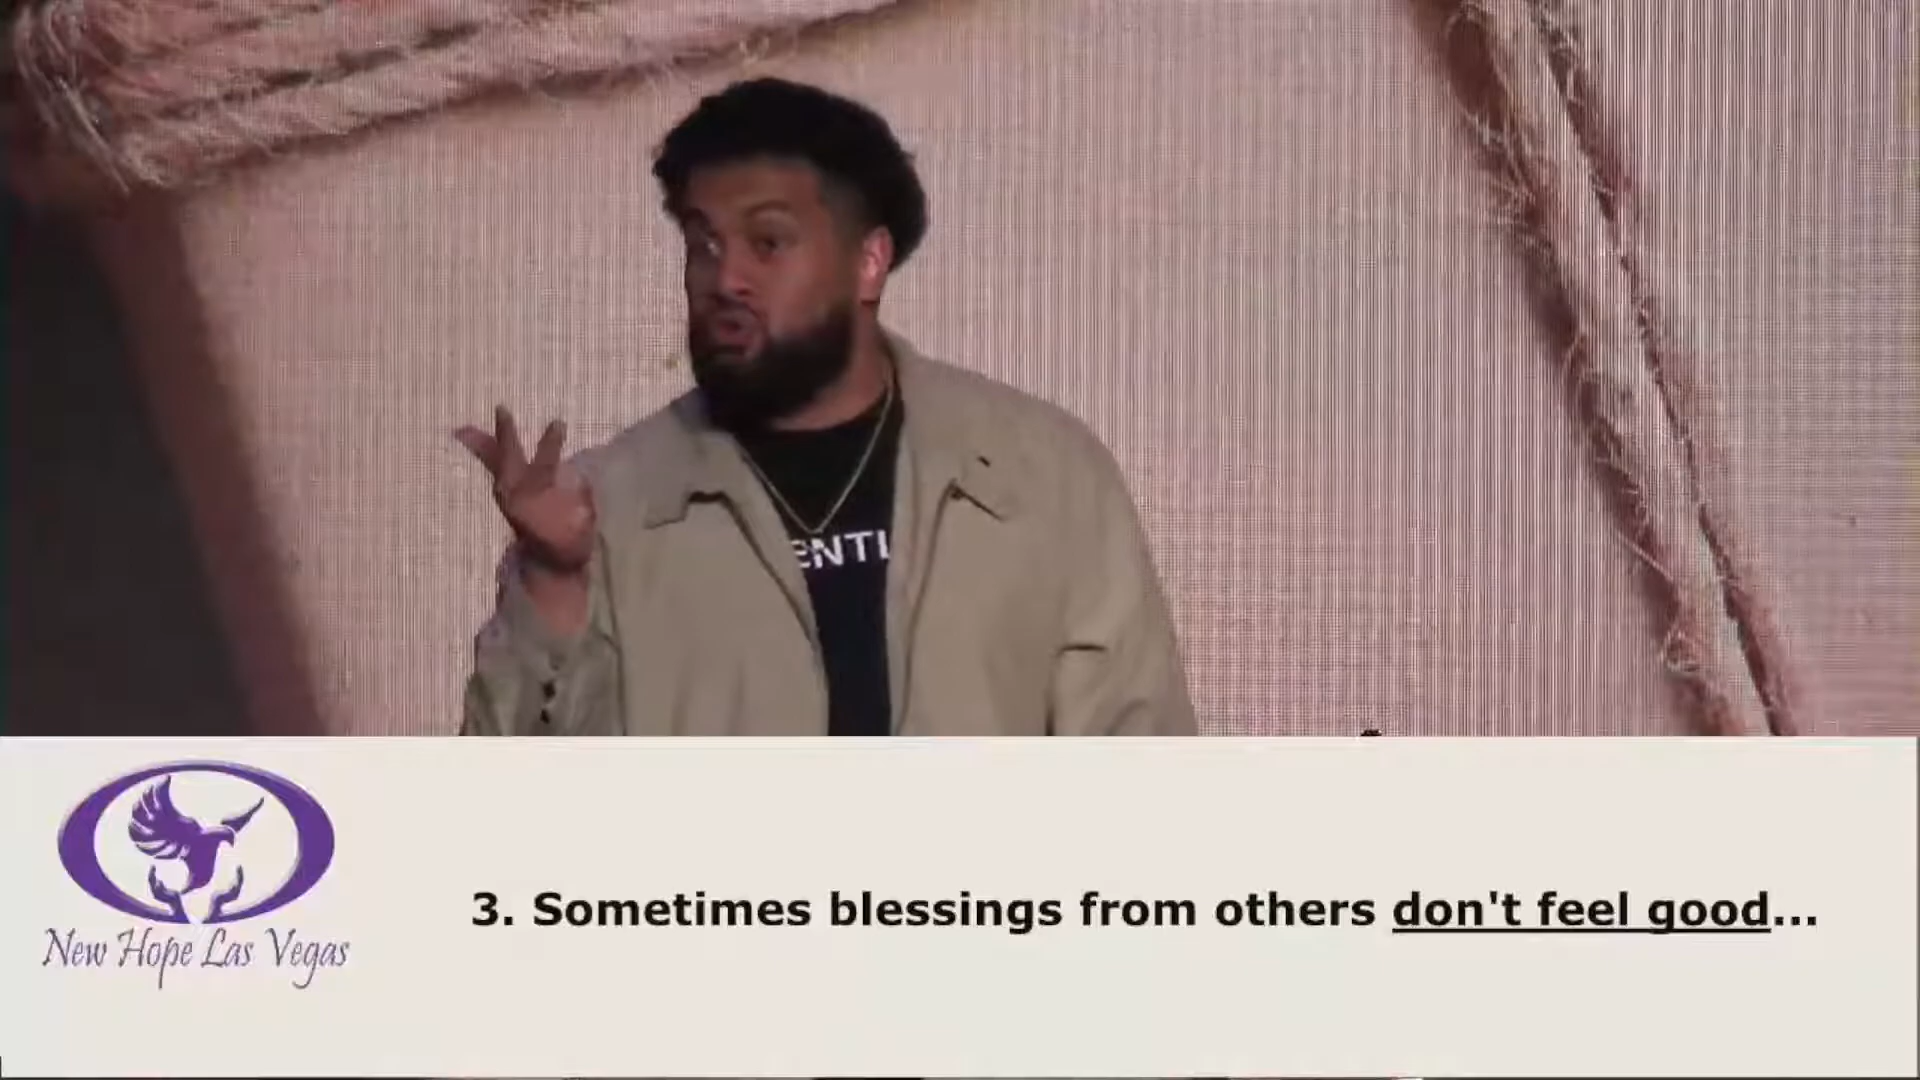 ENTI
New Hope Las Vegas
3. Sometimes blessings from others don't feel good...